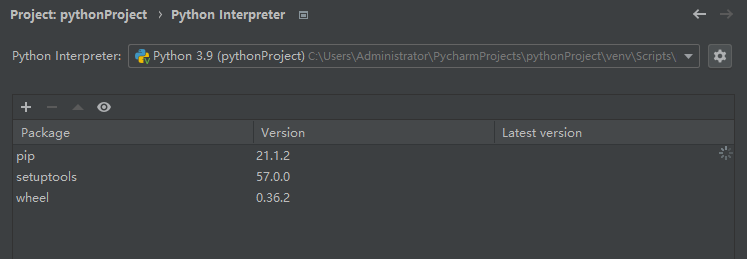 Project: pythonProject › Python Interpreter
Python Interpreter: Python 3.9 (pythonProject) C:\Users\Administrator\PycharmProjects\pythonProject\venv\Scripts\
Package Version Latest version
pip 21.1.2
setuptools 57.0.0
wheel 0.36.2